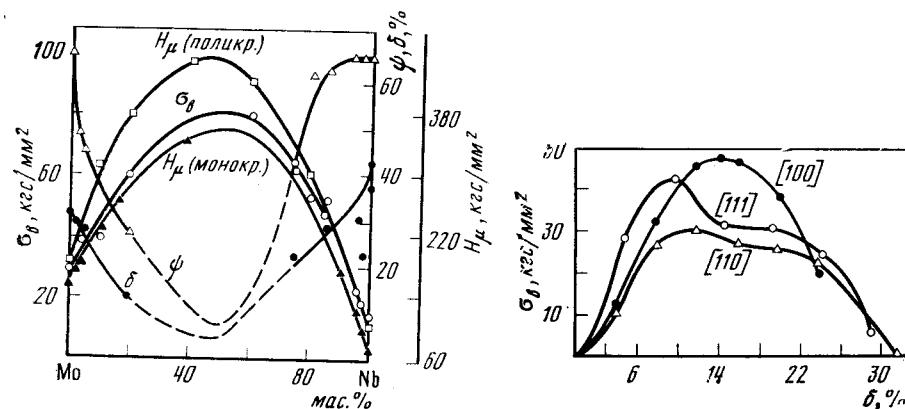 100
60
20
σв, кгс/мм²
Hμ (поликр.)
σв
Hμ (монокр.)
ψ
δ
Mo
40
80
Nb
мас.%
ψ, δ, %
60
40
20
380
220
60
Hμ, кгс/мм²
30
10
σв, кгс/мм²
[100]
[111]
[110]
6
14
22
30
δ, %